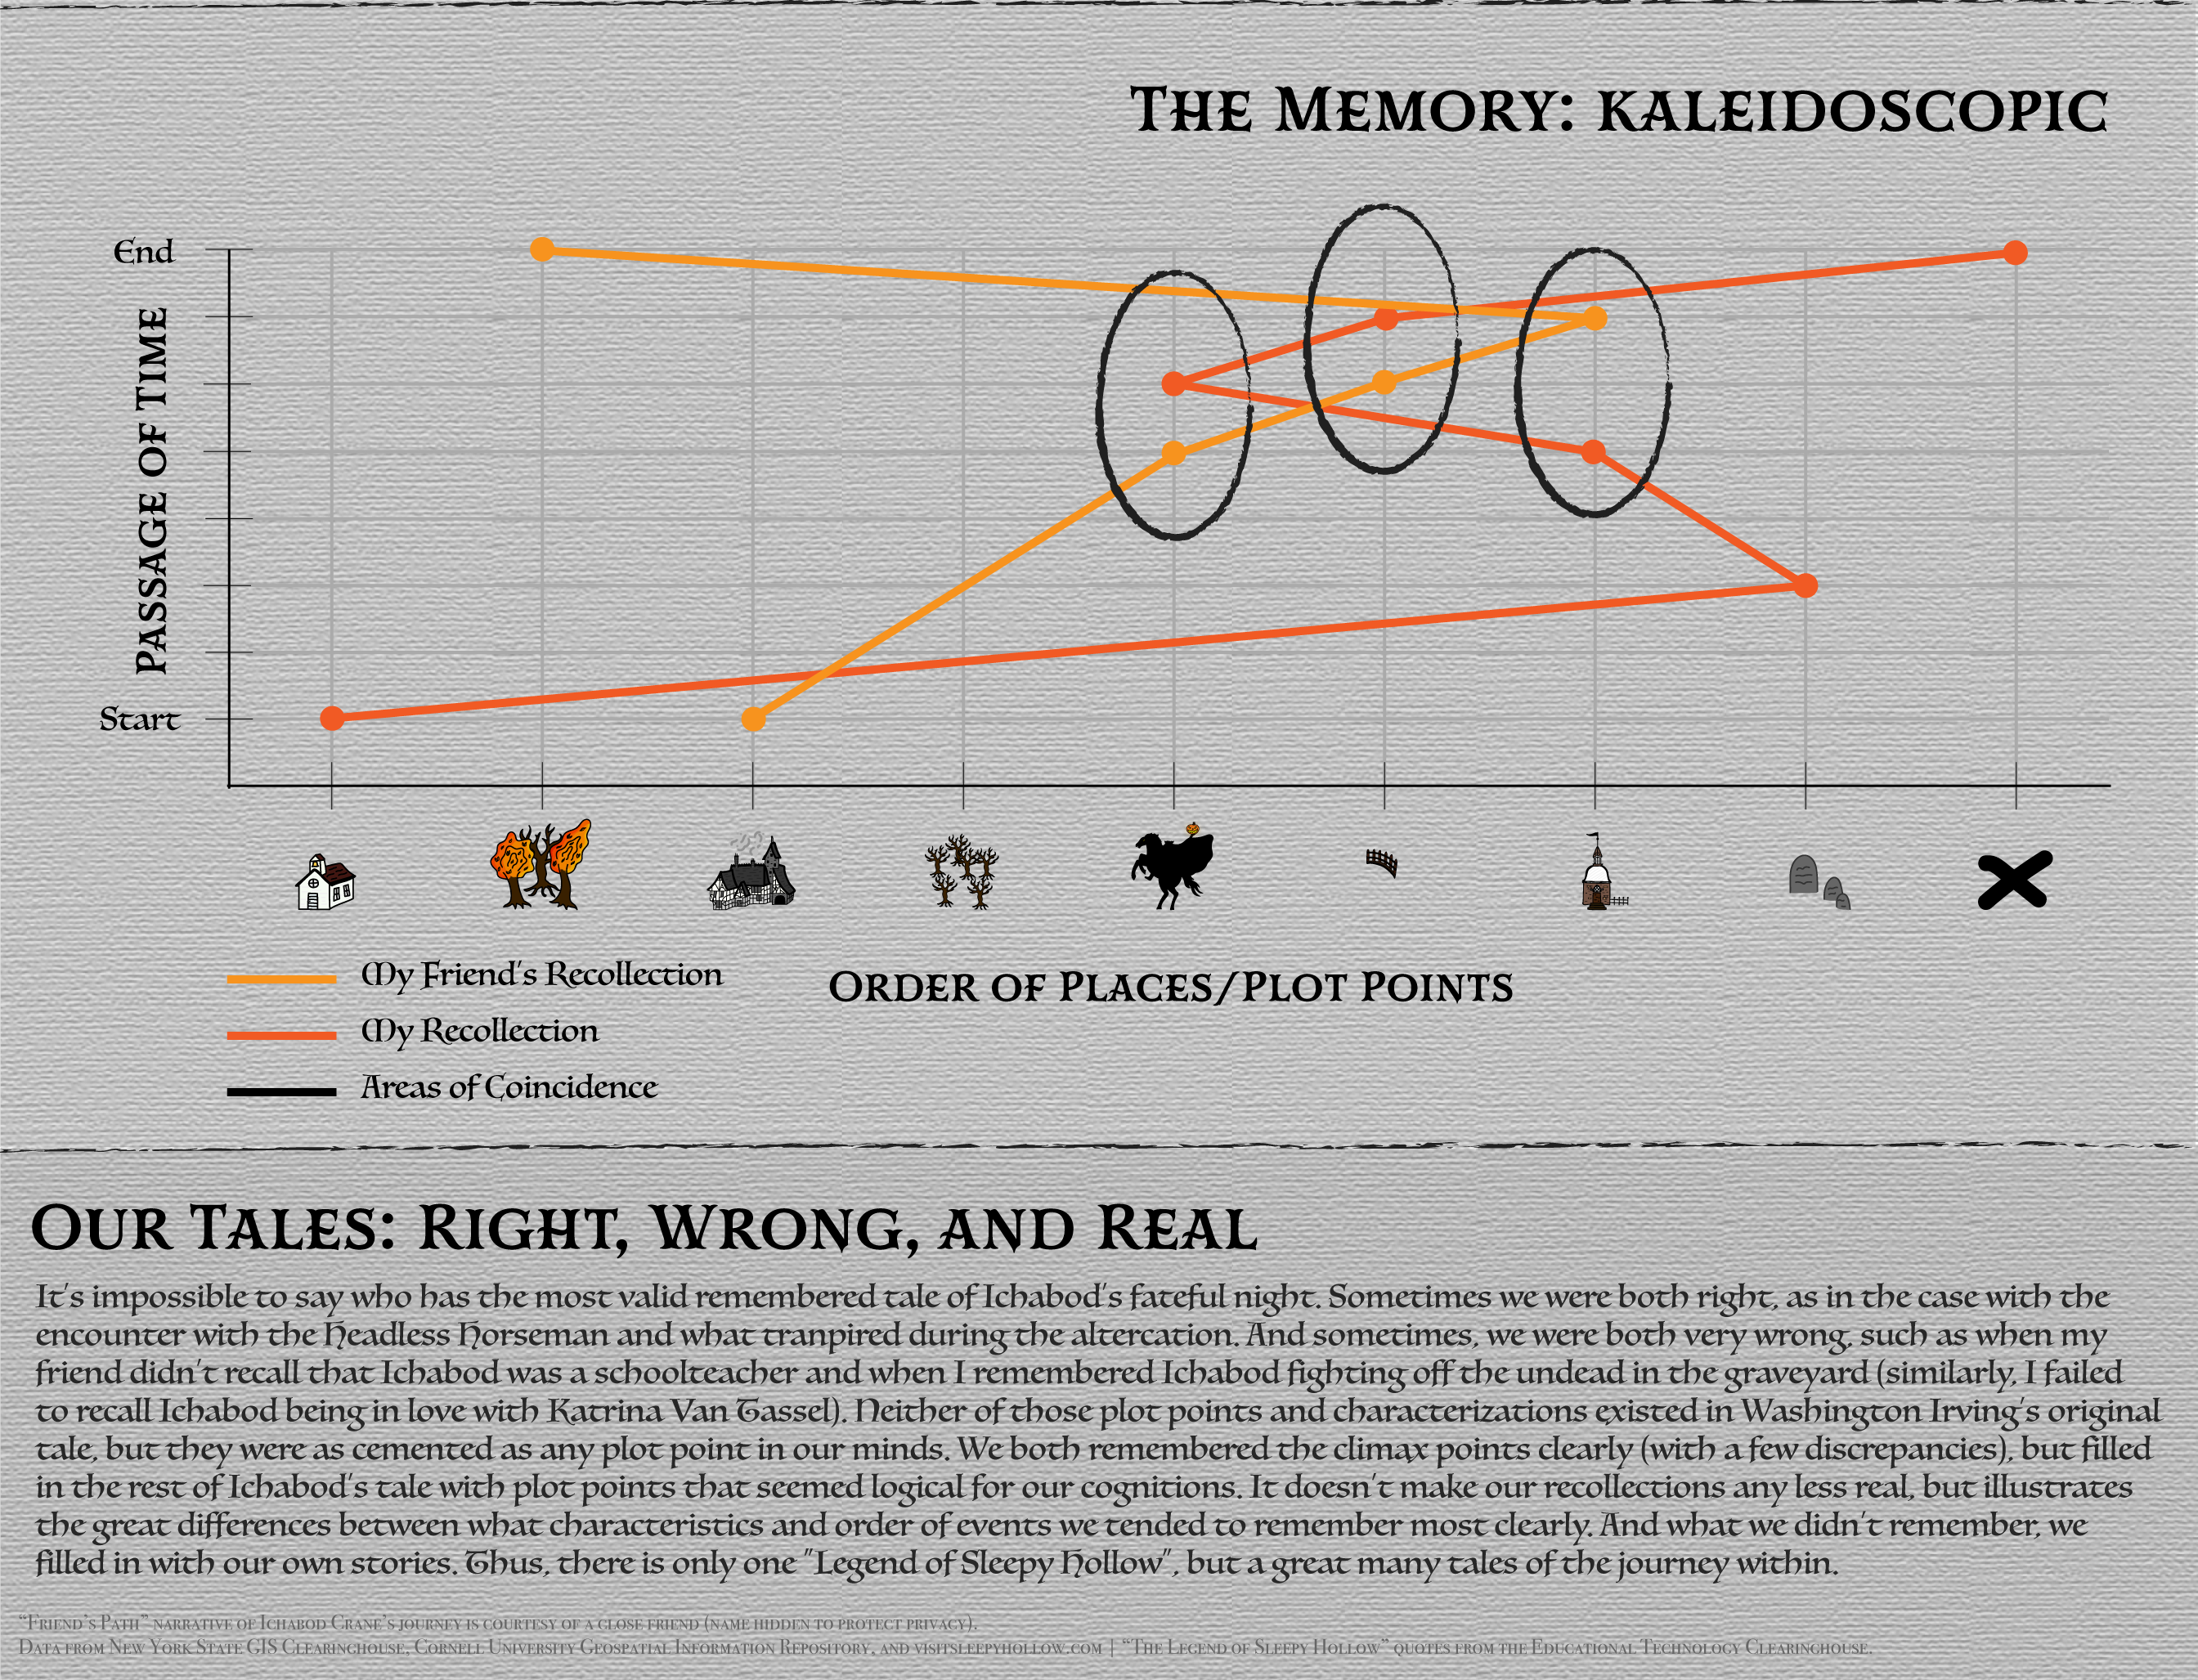 The Memory: Kaleidoscopic
End
Passage of Time
Start
My Friend's Recollection
My Recollection
Areas of Coincidence
Order of Places/Plot Points
Our Tales: Right, Wrong, and Real
It's impossible to say who has the most valid remembered tale of Ichabod's fateful night. Sometimes we were both right, as in the case with the
encounter with the Headless Horseman and what tranpired during the altercation. And sometimes, we were both very wrong, such as when my
friend didn't recall that Ichabod was a schoolteacher and when I remembered Ichabod fighting off the undead in the graveyard (similarly, I failed
to recall Ichabod being in love with Katrina Van Tassel). Neither of those plot points and characterizations existed in Washington Irving's original
tale, but they were as cemented as any plot point in our minds. We both remembered the climax points clearly (with a few discrepancies), but filled
in the rest of Ichabod's tale with plot points that seemed logical for our cognitions. It doesn't make our recollections any less real, but illustrates
the great differences between what characteristics and order of events we tended to remember most clearly. And what we didn't remember, we
filled in with our own stories. Thus, there is only one "Legend of Sleepy Hollow", but a great many tales of the journey within.
“Friend's Path” narrative of Ichabod Crane's journey is courtesy of a close friend (name hidden to protect privacy).
Data from New York State GIS Clearinghouse, Cornell University Geospatial Information Repository, and visitsleepyhollow.com | “The Legend of Sleepy Hollow” quotes from the Educational Technology Clearinghouse.